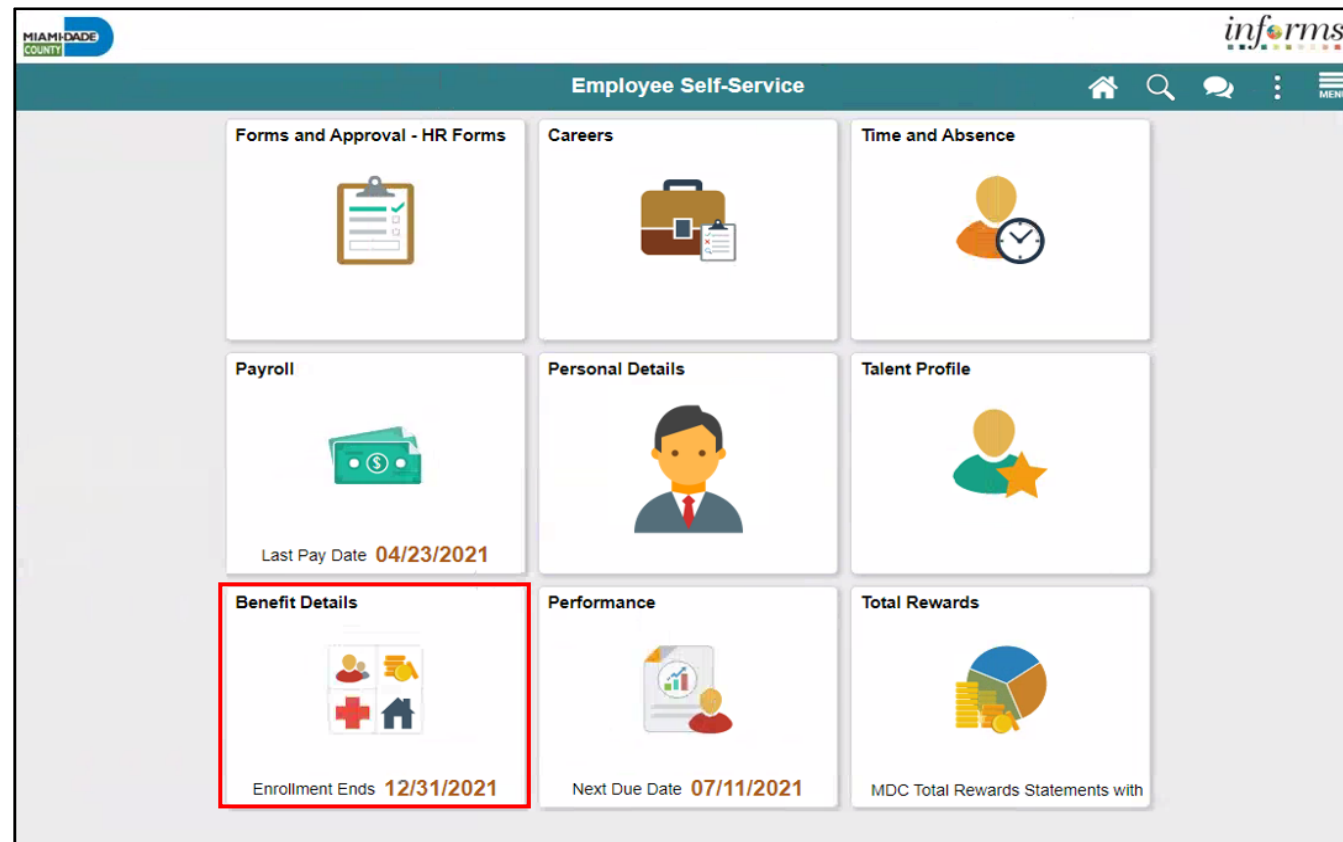 MIAMI-DADE
COUNTY
informs
Employee Self-Service
MENU
Forms and Approval - HR Forms
Careers
Time and Absence
Payroll
Last Pay Date 04/23/2021
Personal Details
Talent Profile
Benefit Details
Enrollment Ends 12/31/2021
Performance
Next Due Date 07/11/2021
Total Rewards
MDC Total Rewards Statements with